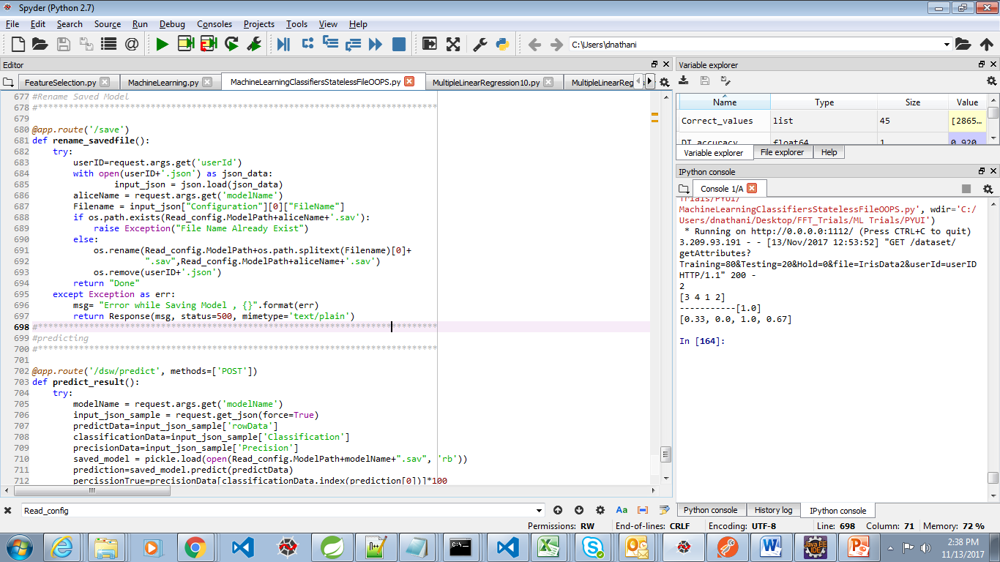 Spyder (Python 2.7)
File Edit Search Source Run Debug Consoles Projects Tools View Help
C:\Users\dnathani
Editor
FeatureSelection.py MachineLearning.py MachineLearningClassifiersStatelessFileOOPS.py MultipleLinearRegression10.py MultipleLinearReg
677 #Rename Saved Model
678 #******************************************************************************
679
680 @app.route('/save')
681 def rename_savedfile():
682     try:
683         userID=request.args.get('userId')
684         with open(userID+'.json') as json_data:
685                 input_json = json.load(json_data)
686         aliceName = request.args.get('modelName')
687         Filename = input_json["Configuration"][0]["FileName"]
688         if os.path.exists(Read_config.ModelPath+aliceName+'.sav'):
689             raise Exception("File Name Already Exist")
690         else:
691             os.rename(Read_config.ModelPath+os.path.splitext(Filename)[0]+
692                       ".sav",Read_config.ModelPath+aliceName+'.sav')
693             os.remove(userID+'.json')
694         return "Done"
695     except Exception as err:
696         msg= "Error while Saving Model , {}".format(err)
697         return Response(msg, status=500, mimetype='text/plain')
698 #******************************************************************************
699 #predicting
700 #******************************************************************************
701
702 @app.route('/dsw/predict', methods=['POST'])
703 def predict_result():
704     try:
705         modelName = request.args.get('modelName')
706         input_json_sample = request.get_json(force=True)
707         predictData=input_json_sample['rowData']
708         classificationData=input_json_sample['Classification']
709         precisionData=input_json_sample['Precision']
710         saved_model = pickle.load(open(Read_config.ModelPath+modelName+".sav", 'rb'))
711         prediction=saved_model.predict(predictData)
712         percissionTrue=precisionData[classificationData.index(prediction[0])]*100
Read_config
Aa
Variable explorer
Name Type Size Value
Correct_values list 45 [2865...
DT_accuracy float64 1 0.920
Variable explorer File explorer Help
IPython console
Console 1/A
Trials/PYUI/
MachineLearningClassifiersStatelessFileOOPS.py', wdir='C:/
Users/dnathani/Desktop/FFT_Trials/ML Trials/PYUI')
 * Running on http://0.0.0.0:1112/ (Press CTRL+C to quit)
3.209.93.191 - - [13/Nov/2017 12:53:52] "GET /dataset/
getAttributes?
Training=80&Testing=20&Hold=0&file=IrisData2&userId=userID
HTTP/1.1" 200 -
2
[3 4 1 2]
-----------[1.0]
[0.33, 0.0, 1.0, 0.67]
In [164]:
Python console History log IPython console
Permissions: RW End-of-lines: CRLF Encoding: UTF-8 Line: 698 Column: 71 Memory: 72 %
2:38 PM
11/13/2017